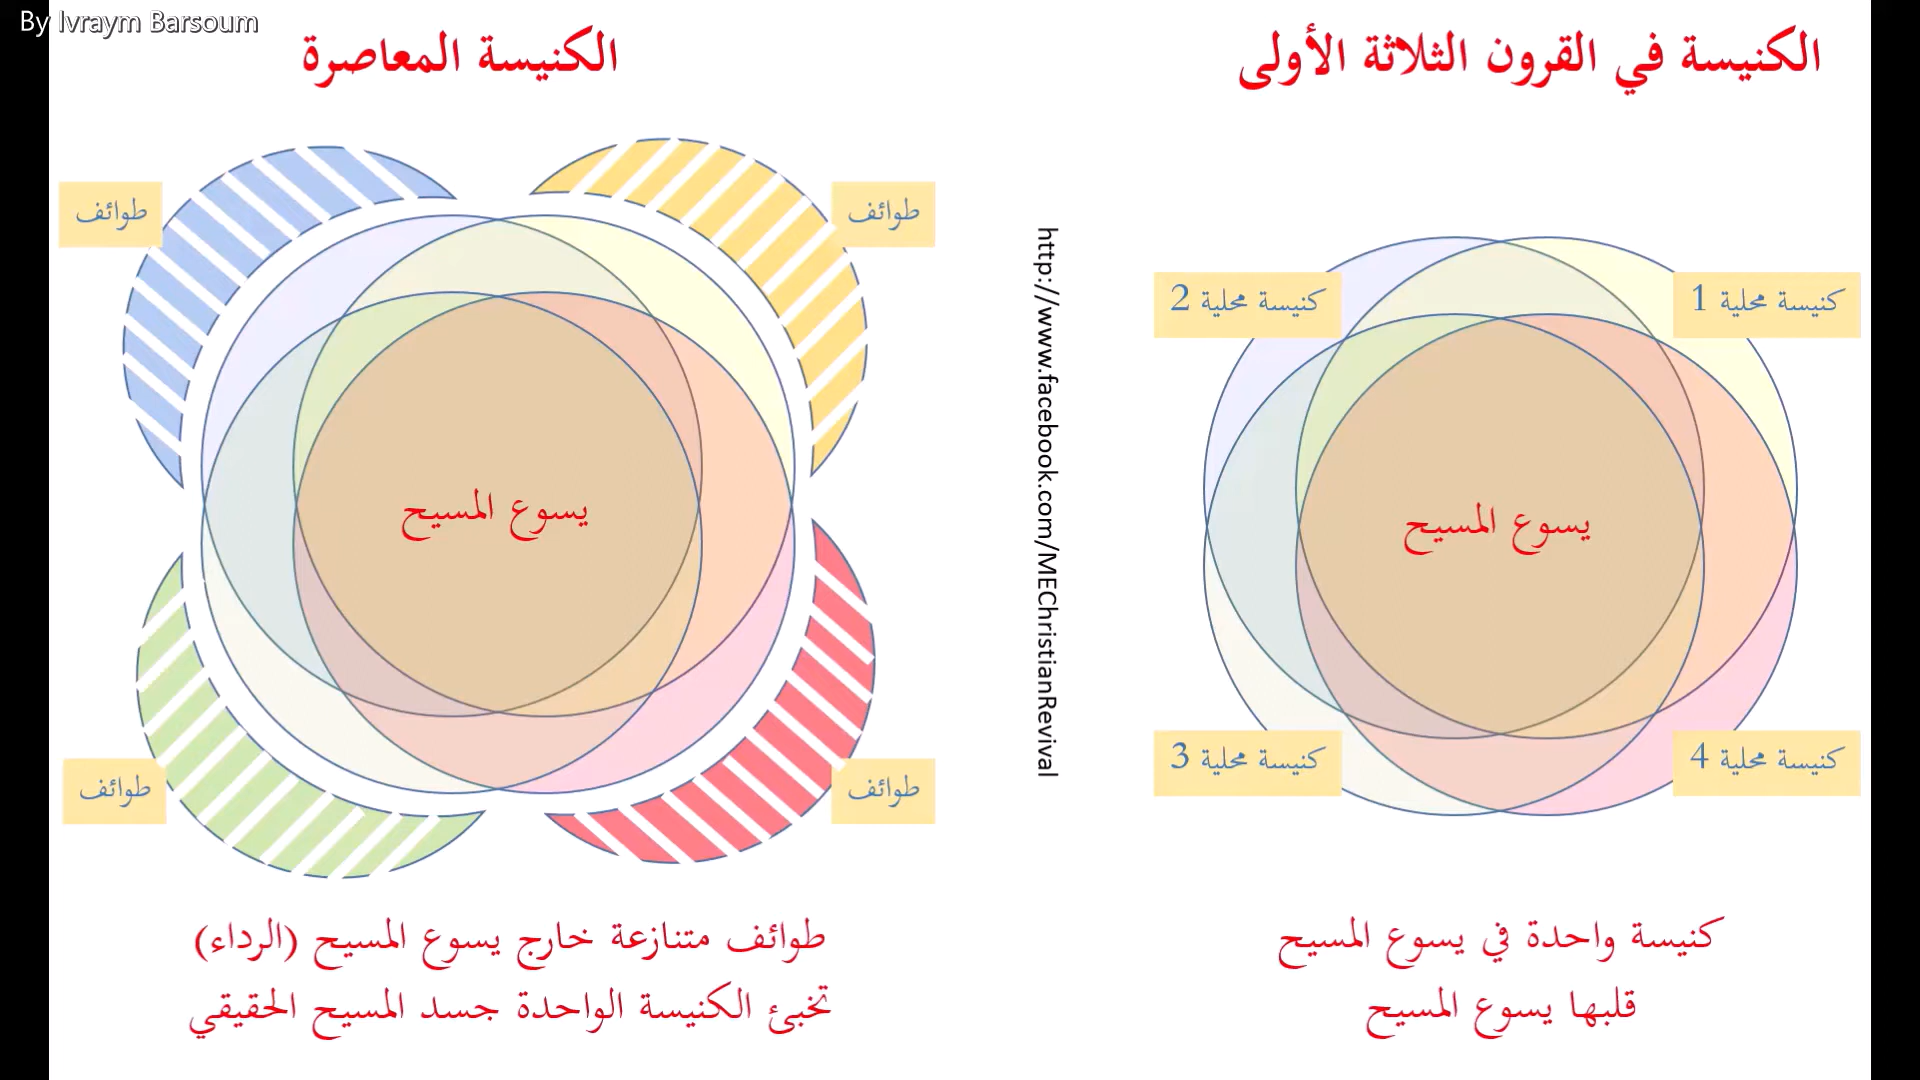 By Ivraym Barsoum
الكنيسة في القرون الثلاثة الأولى
كنيسة محلية 1
كنيسة محلية 2
يسوع المسيح
كنيسة محلية 3
كنيسة محلية 4
كنيسة واحدة في يسوع المسيح
قلبها يسوع المسيح
http://www.facebook.com/MEChristianRevival
الكنيسة المعاصرة
طوائف
طوائف
يسوع المسيح
طوائف
طوائف
طوائف متنازعة خارج يسوع المسيح (الرداء)
تخبئ الكنيسة الواحدة جسد المسيح الحقيقي